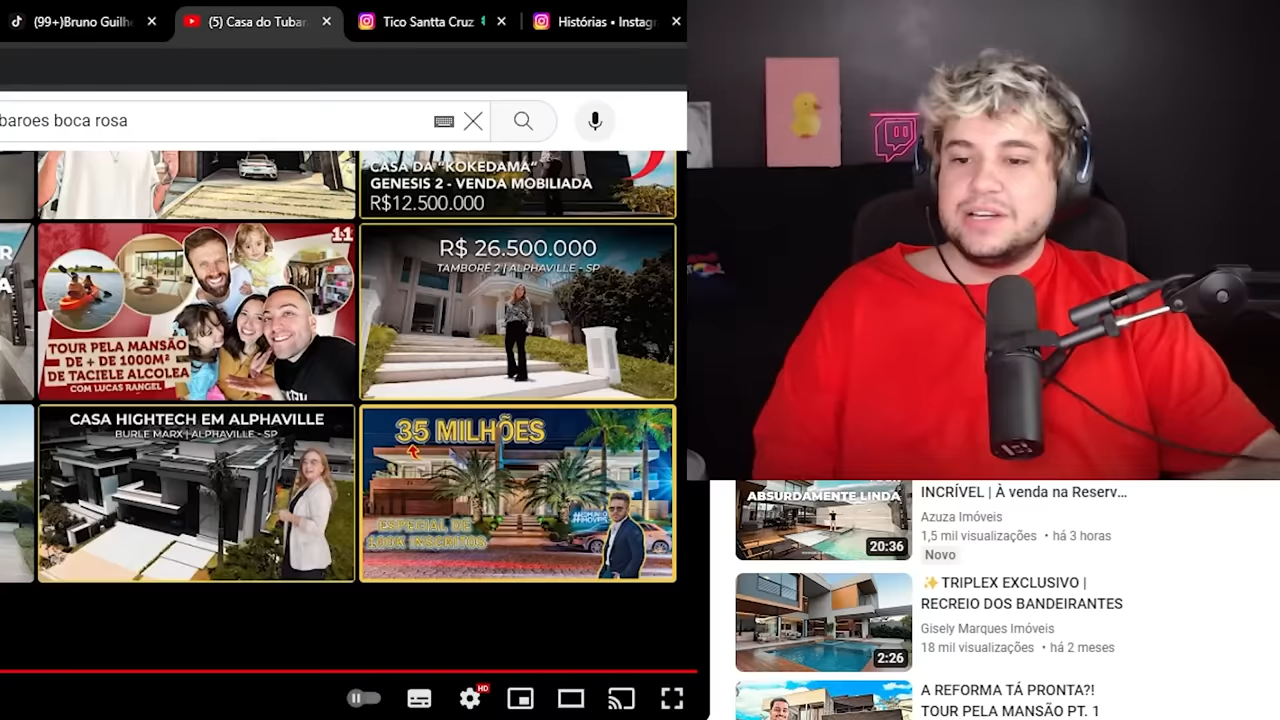 (99+)Bruno Guilh
(5) Casa do Tubar
Tico Santta Cruz
Histórias • Instagr
baroes boca rosa
CASA DA "KOKEDAMA"
GENESIS 2 - VENDA MOBILIADA
R$12.500.000
R
A
11
TOUR PELA MANSÃO
DE + DE 1000M²
DE TACIELE ALCOLEA
COM LUCAS RANGEL
R$ 26.500.000
TAMBORÉ 2 | ALPHAVILLE - SP
CASA HIGHTECH EM ALPHAVILLE
BURLE MARX | ALPHAVILLE - SP
35 MILHÕES
ESPECIAL DE
100K INSCRITOS
HD
ABSURDAMENTE LINDA
20:36
INCRÍVEL | À venda na Reserv...
Azuza Imóveis
1,5 mil visualizações • há 3 horas
Novo
2:26
✨TRIPLEX EXCLUSIVO |
RECREIO DOS BANDEIRANTES
Gisely Marques Imóveis
18 mil visualizações • há 2 meses
A REFORMA TÁ PRONTA?!
TOUR PELA MANSÃO PT. 1